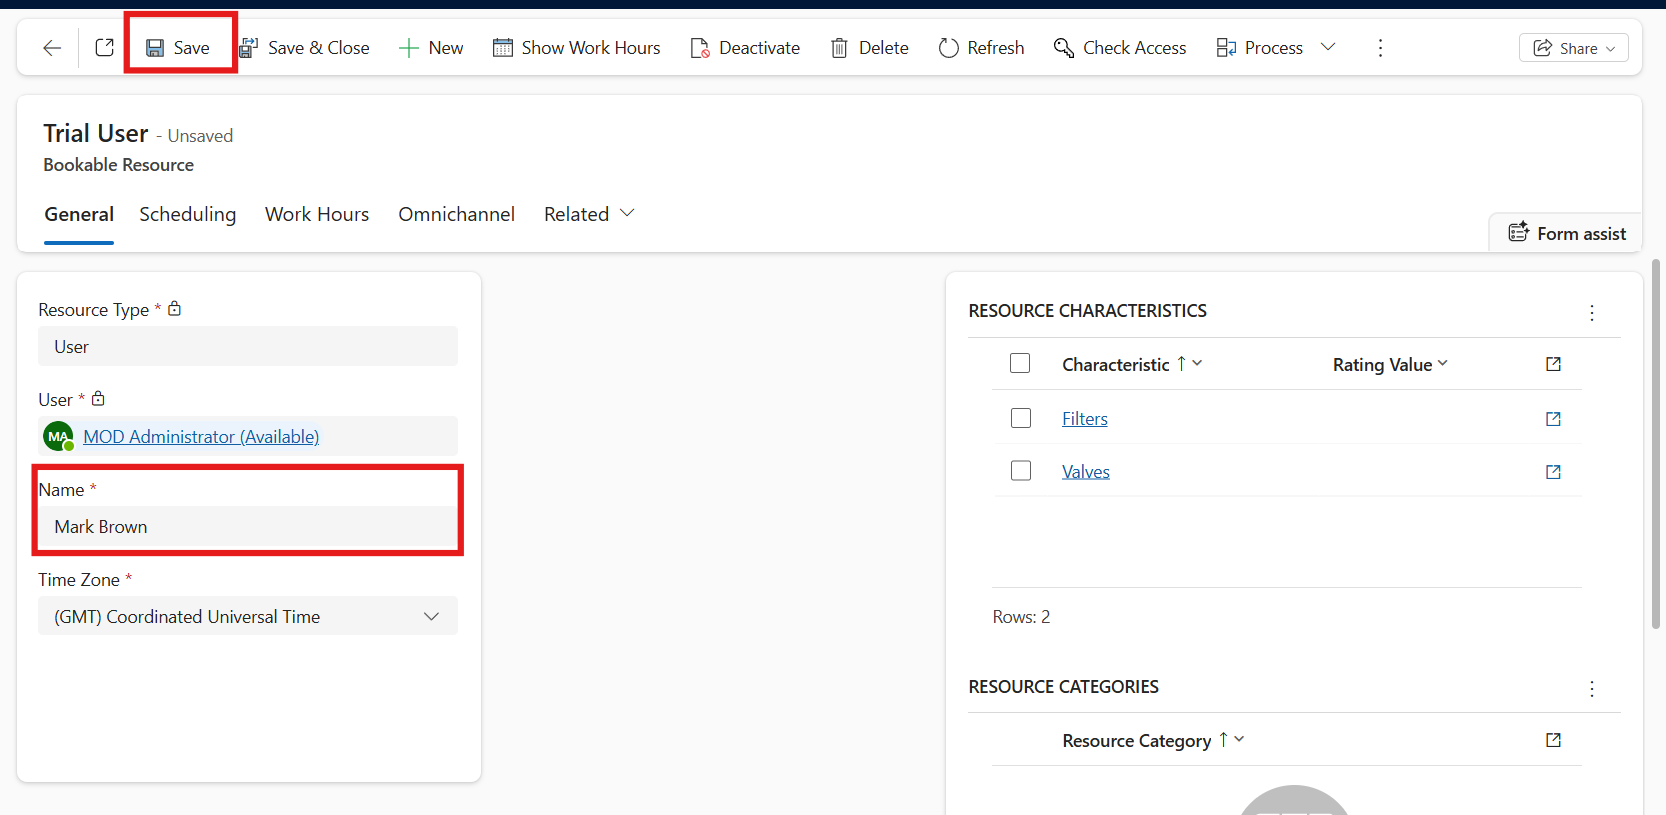 Save
Save & Close
New
Show Work Hours
Deactivate
Delete
Refresh
Check Access
Process
Share
Trial User - Unsaved
Bookable Resource
General
Scheduling
Work Hours
Omnichannel
Related
Form assist
Resource Type *
User
User *
MA
MOD Administrator (Available)
Name *
Mark Brown
Time Zone *
(GMT) Coordinated Universal Time
RESOURCE CHARACTERISTICS
Characteristic ↑
Rating Value
Filters
Valves
Rows: 2
RESOURCE CATEGORIES
Resource Category ↑